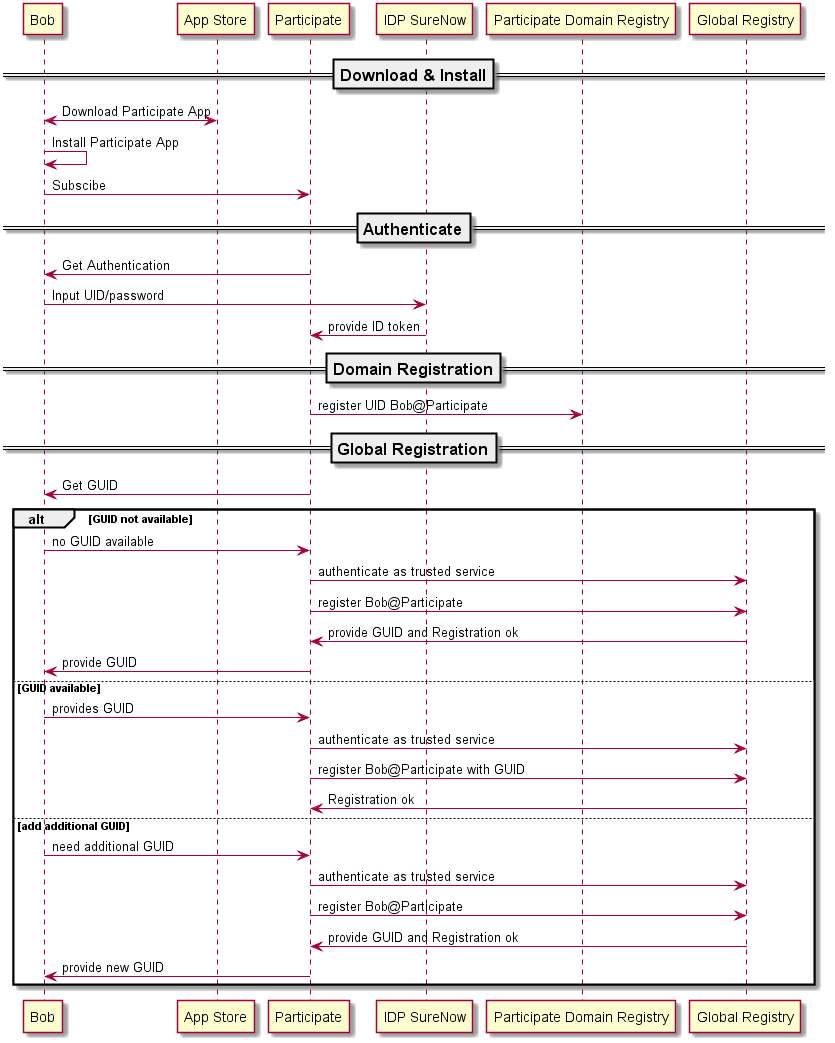 Bob
App Store
Participate
IDP SureNow
Participate Domain Registry
Global Registry
Download & Install
Download Participate App
Install Participate App
Subscibe
Authenticate
Get Authentication
Input UID/password
provide ID token
Domain Registration
register UID Bob@Participate
Global Registration
Get GUID
alt
[GUID not available]
no GUID available
authenticate as trusted service
register Bob@Participate
provide GUID and Registration ok
provide GUID
[GUID available]
provides GUID
authenticate as trusted service
register Bob@Participate with GUID
Registration ok
[add additional GUID]
need additional GUID
authenticate as trusted service
register Bob@Participate
provide GUID and Registration ok
provide new GUID
Bob
App Store
Participate
IDP SureNow
Participate Domain Registry
Global Registry